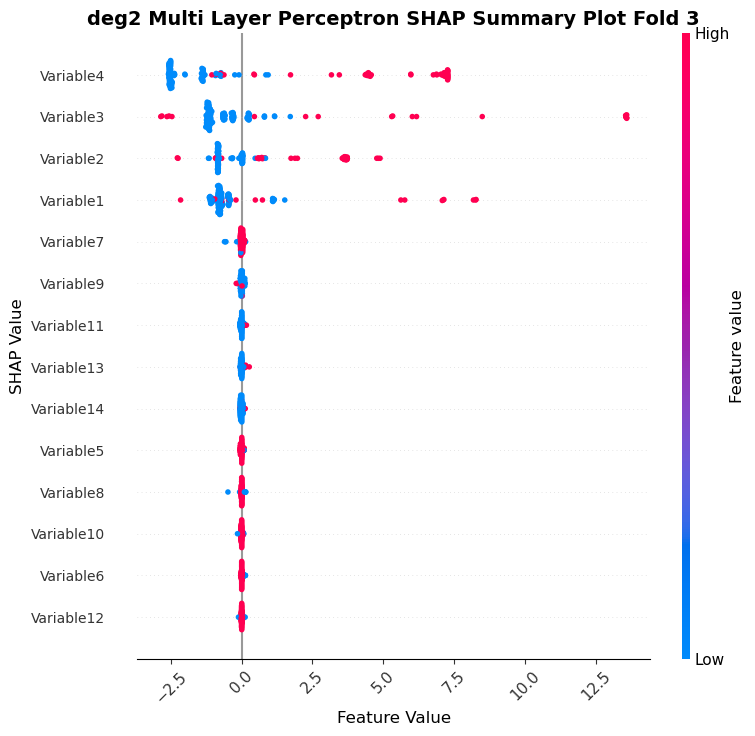 deg2 Multi Layer Perceptron SHAP Summary Plot Fold 3
High
Variable4
Variable3
Variable2
Variable1
Variable7
Variable9
Variable11
Variable13
Variable14
Variable5
Variable8
Variable10
Variable6
Variable12
SHAP Value
Feature value
Low
−2.5
0.0
2.5
5.0
7.5
10.0
12.5
Feature Value